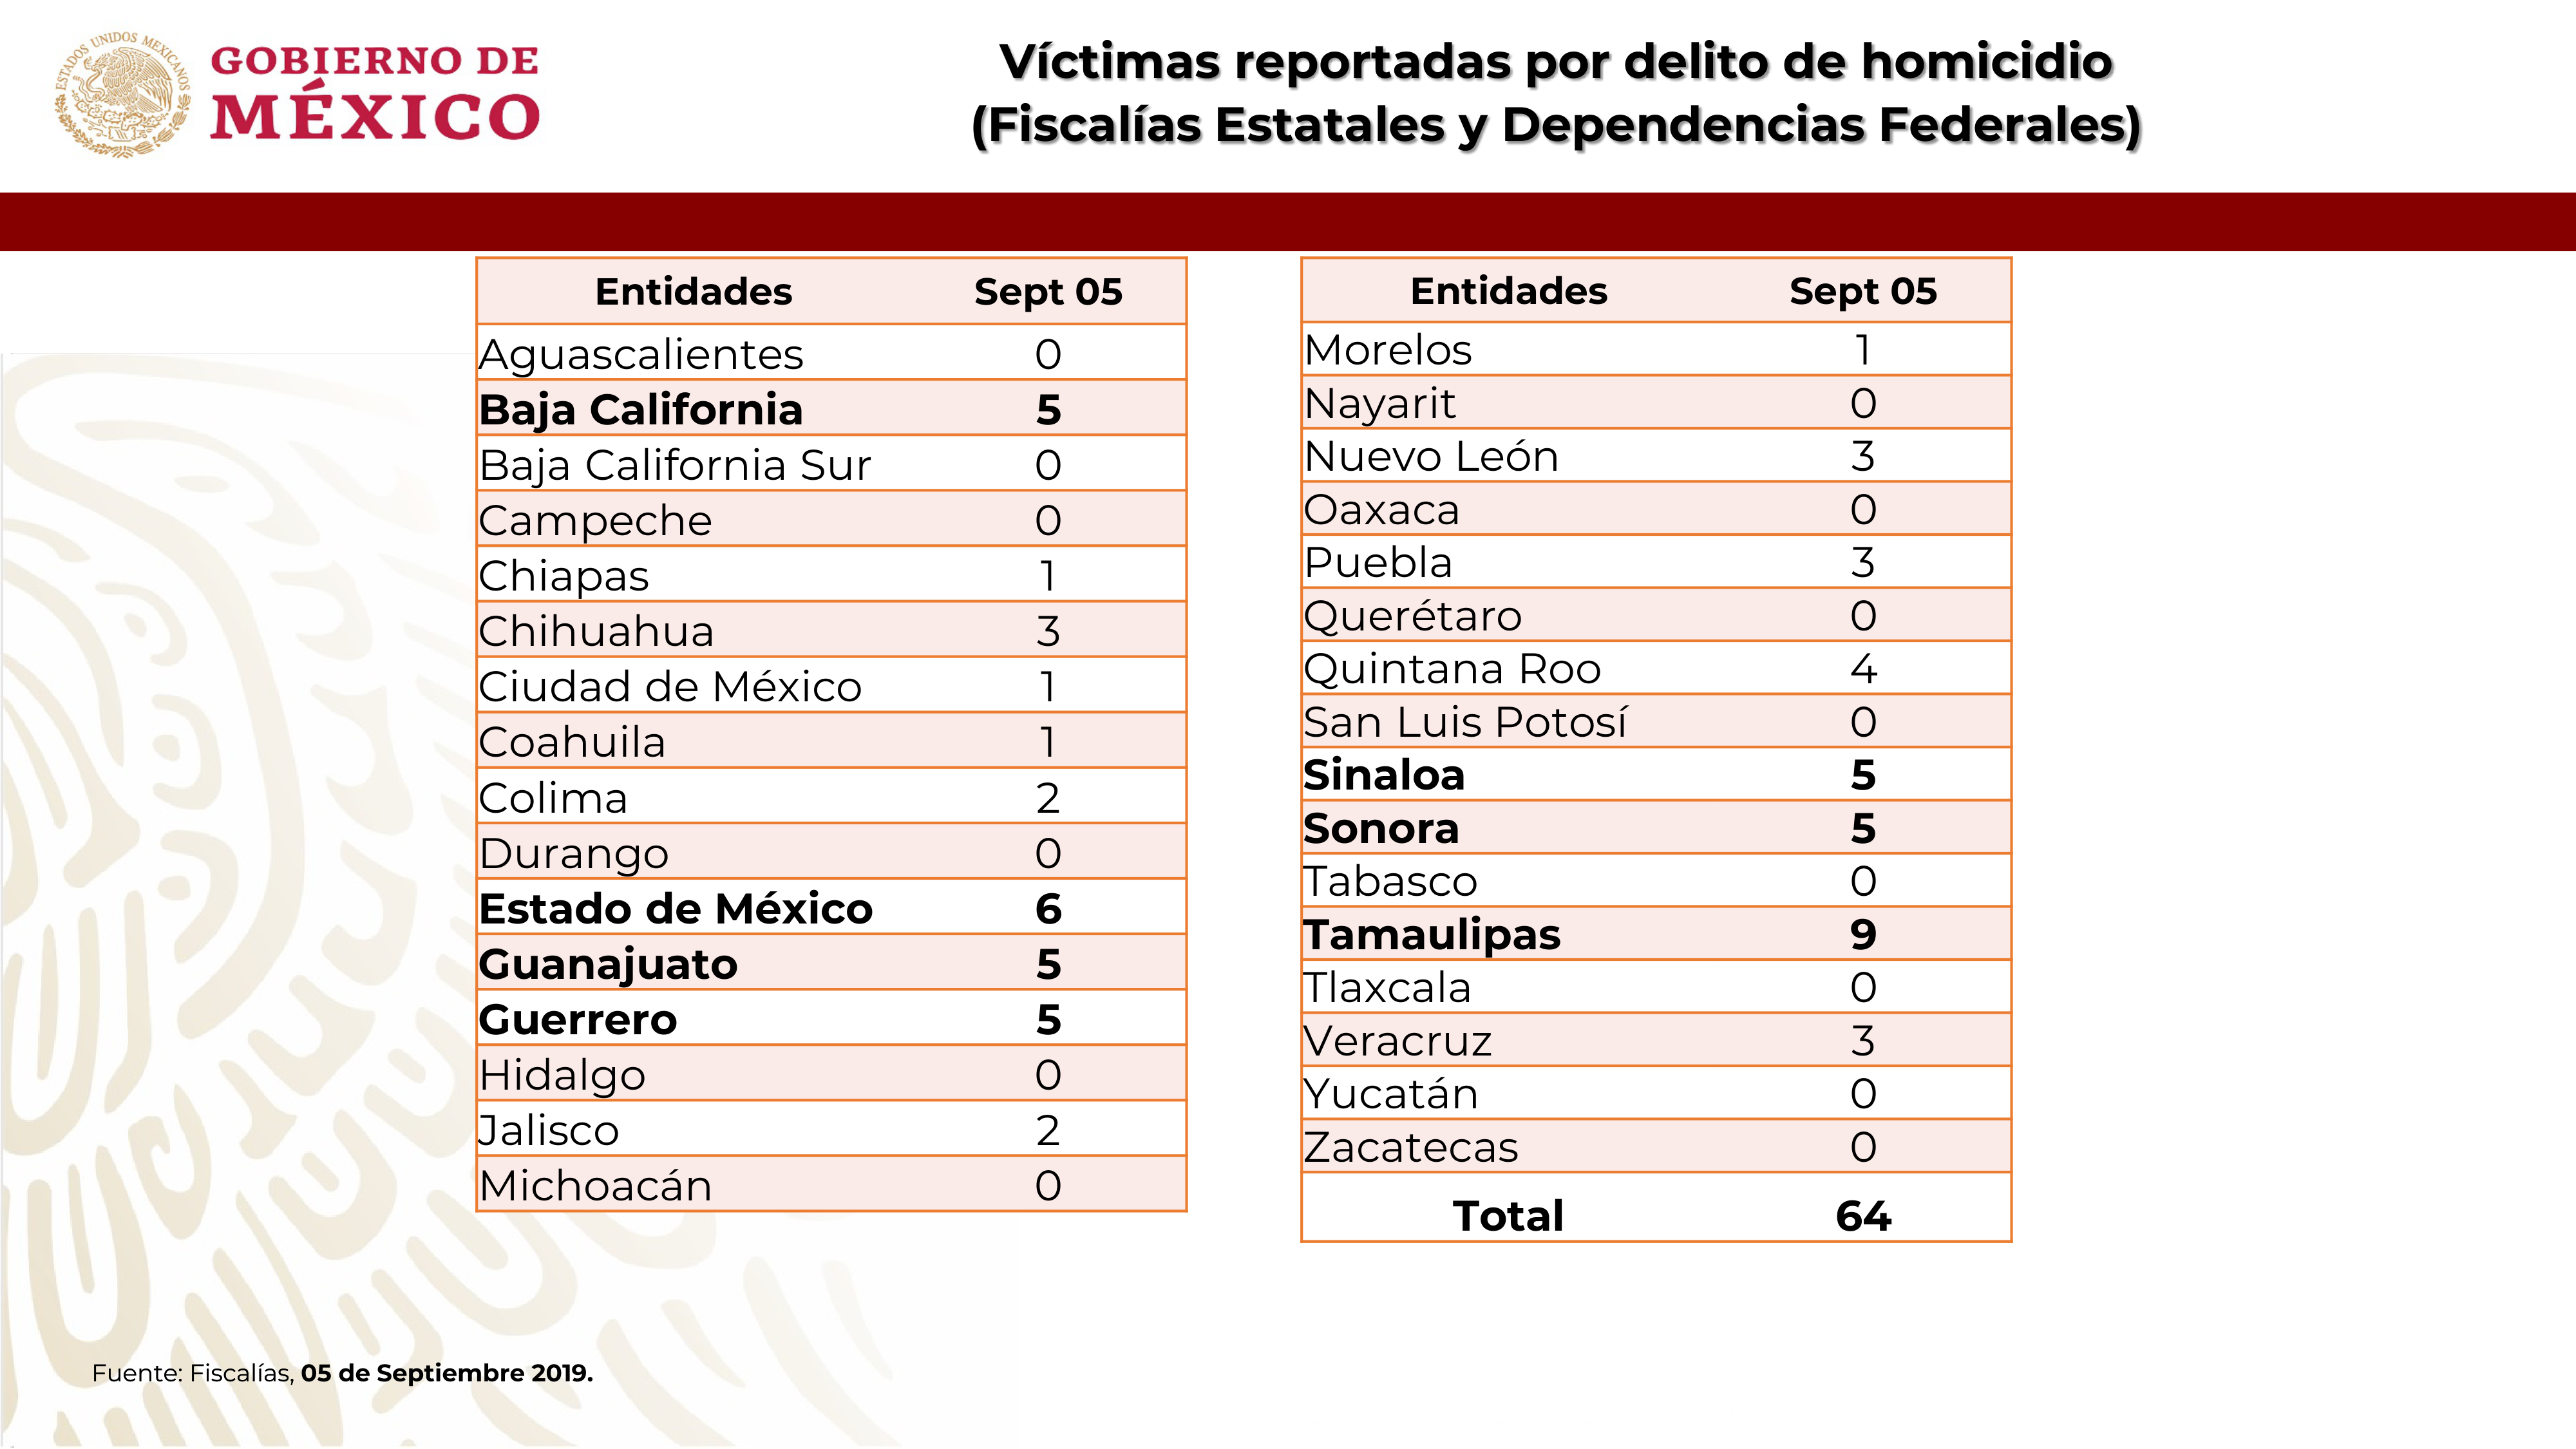 ESTADOS UNIDOS MEXICANOS
GOBIERNO DE
MÉXICO
Víctimas reportadas por delito de homicidio
(Fiscalías Estatales y Dependencias Federales)
Entidades Sept 05
Aguascalientes 0
Baja California 5
Baja California Sur 0
Campeche 0
Chiapas 1
Chihuahua 3
Ciudad de México 1
Coahuila 1
Colima 2
Durango 0
Estado de México 6
Guanajuato 5
Guerrero 5
Hidalgo 0
Jalisco 2
Michoacán 0
Entidades Sept 05
Morelos 1
Nayarit 0
Nuevo León 3
Oaxaca 0
Puebla 3
Querétaro 0
Quintana Roo 4
San Luis Potosí 0
Sinaloa 5
Sonora 5
Tabasco 0
Tamaulipas 9
Tlaxcala 0
Veracruz 3
Yucatán 0
Zacatecas 0
Total 64
Fuente: Fiscalías, 05 de Septiembre 2019.